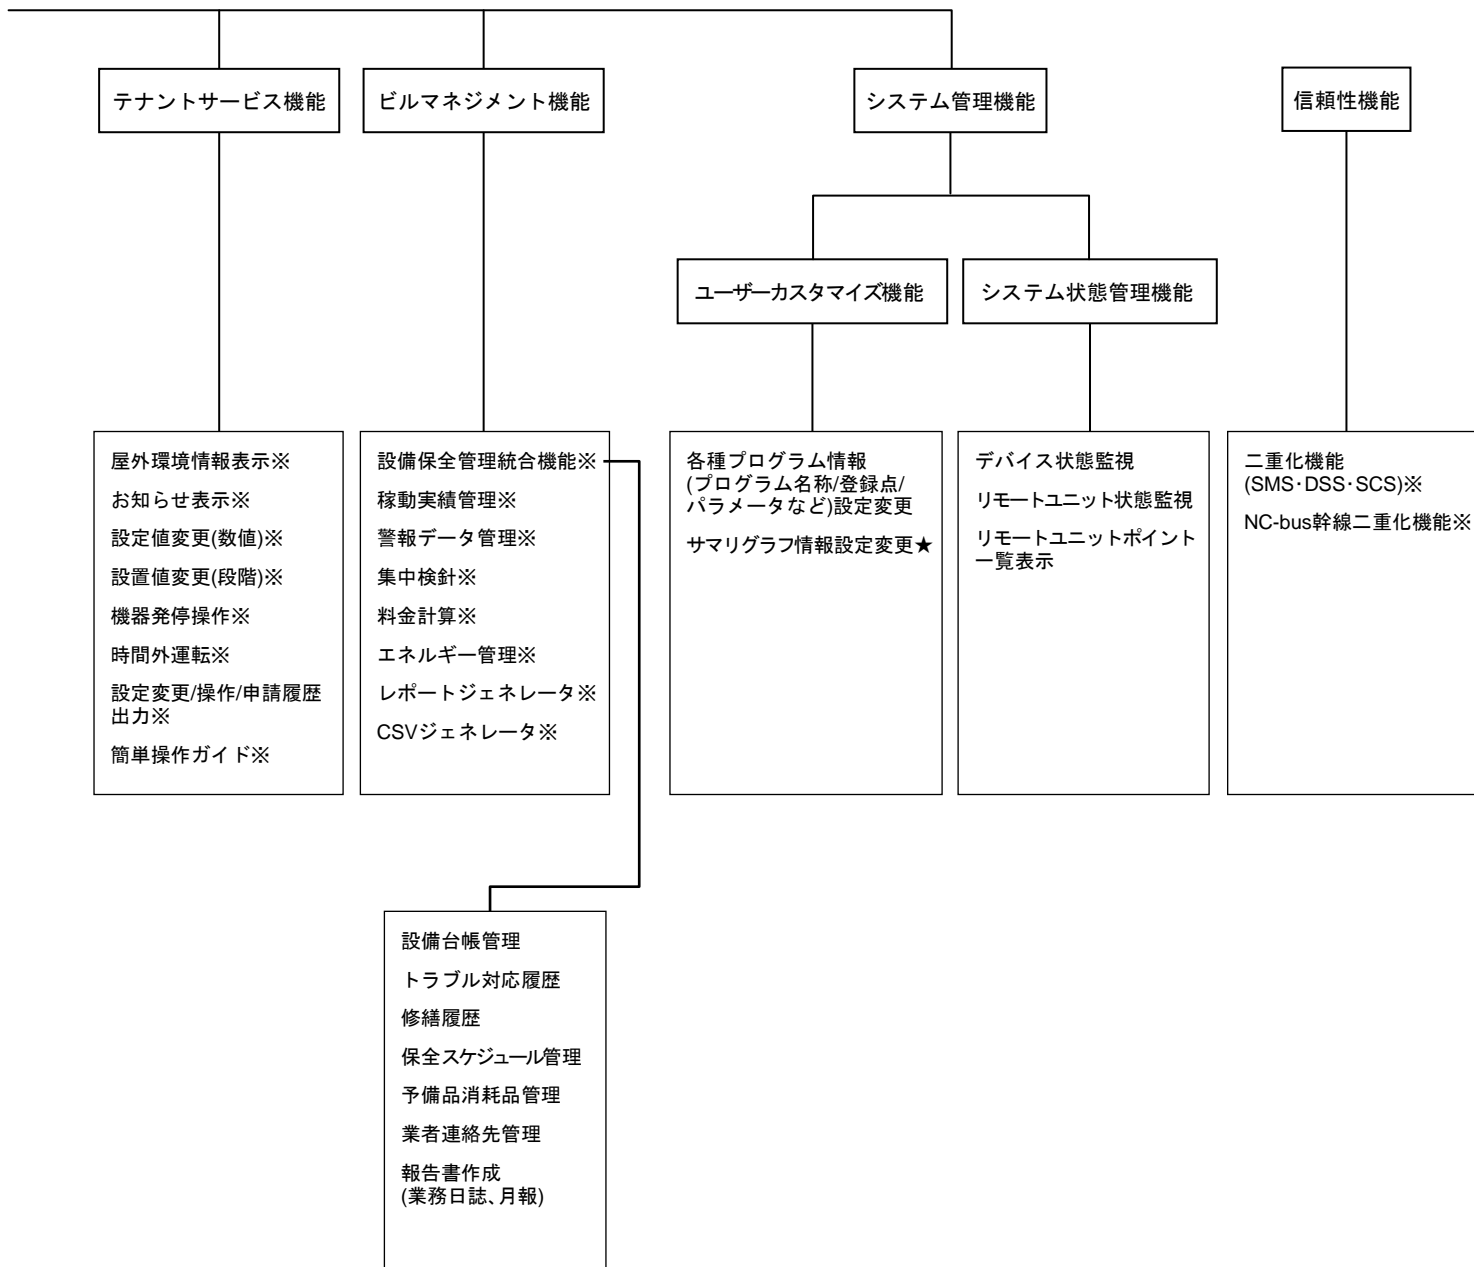 テナントサービス機能
ビルマネジメント機能
システム管理機能
信頼性機能
ユーザーカスタマイズ機能
システム状態管理機能
屋外環境情報表示※
お知らせ表示※
設定値変更(数値)※
設置値変更(段階)※
機器発停操作※
時間外運転※
設定変更/操作/申請履歴
出力※
簡単操作ガイド※
設備保全管理統合機能※
稼動実績管理※
警報データ管理※
集中検針※
料金計算※
エネルギー管理※
レポートジェネレータ※
CSVジェネレータ※
各種プログラム情報
(プログラム名称/登録点/
パラメータなど)設定変更
サマリグラフ情報設定変更★
デバイス状態監視
リモートユニット状態監視
リモートユニットポイント
一覧表示
二重化機能
(SMS・DSS・SCS)※
NC-bus幹線二重化機能※
設備台帳管理
トラブル対応履歴
修繕履歴
保全スケジュール管理
予備品消耗品管理
業者連絡先管理
報告書作成
(業務日誌、月報)